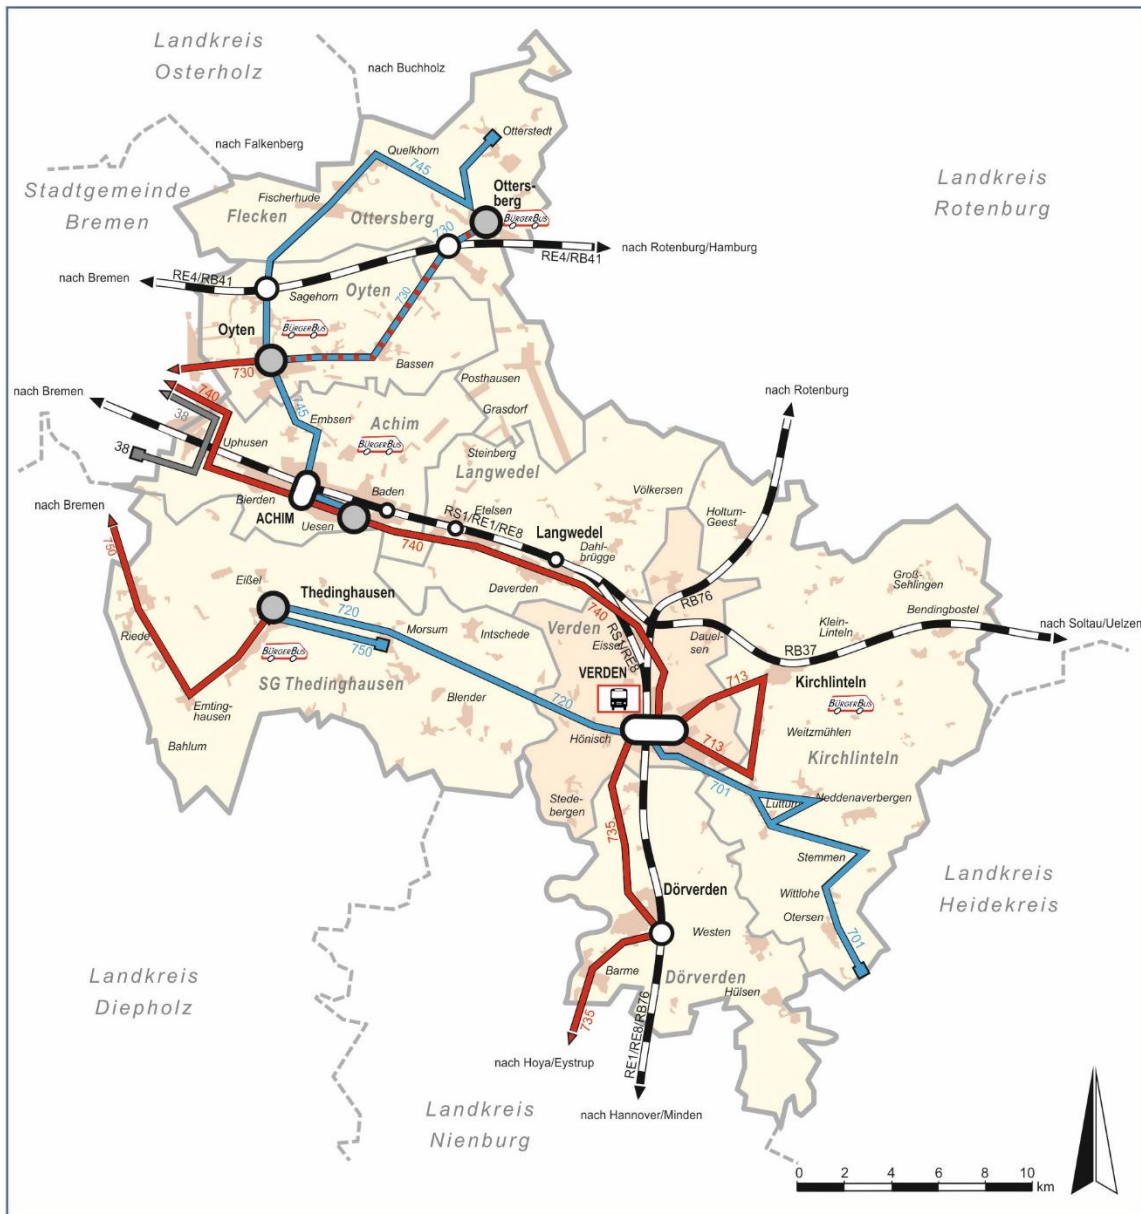 Landkreis
Osterholz
nach Buchholz
nach Falkenberg
Otterstedt
Quelkhorn
745
Stadtgemeinde
Bremen
Fischerhude
Flecken
Ottersberg
Otters-
berg
BÜRGERBUS
Landkreis
Rotenburg
730
nach Rotenburg/Hamburg
RE4/RB41
nach Bremen
RE4/RB41
Sagehorn
Oyten
730
Oyten
BÜRGERBUS
Bassen
730
Posthausen
nach Bremen
740
38
745
Embsen
Achim
BÜRGERBUS
Grasdorf
nach Rotenburg
38
Uphusen
Steinberg
Langwedel
Völkersen
Holtum-
Geest
nach Bremen
Bierden
ACHIM
Uesen
Baden
Etelsen
RS1/RE1/RE8
Langwedel
Dahl-
brügge
740
750
Eißel
Thedinghausen
Daverden
740
RB76
Groß-
Sehlingen
Bendingbostel
720
Morsum
Intschede
Verden
Eissel
RS1/RE8
Dauel-
sen
Klein-
Linteln
nach Soltau/Uelzen
Riede
750
BÜRGERBUS
SG Thedinghausen
RB37
VERDEN
713
Kirchlinteln
BÜRGERBUS
Emting-
hausen
Blender
720
Bahlum
Hönisch
713
Weitzmühlen
Kirchlinteln
701
Stede-
bergen
Luttum
Neddenaverbergen
735
Stemmen
Landkreis
Heidekreis
Dörverden
Wittlohe
Otersen
701
Westen
Barme
Dörverden
Hülsen
Landkreis
Diepholz
735
RE1/RE8/RB76
nach Hoya/Eystrup
Landkreis
Nienburg
nach Hannover/Minden
0 2 4 6 8 10
km